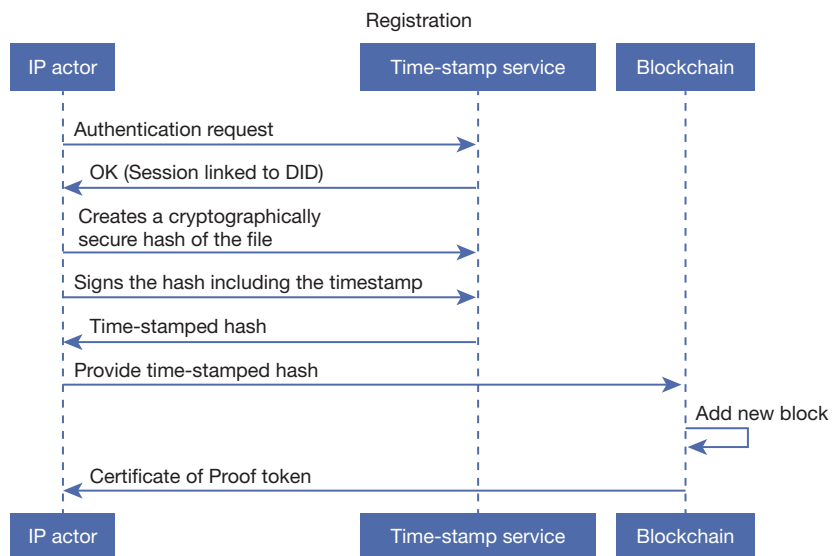 Registration
IP actor
Time-stamp service
Blockchain
Authentication request
OK (Session linked to DID)
Creates a cryptographically
secure hash of the file
Signs the hash including the timestamp
Time-stamped hash
Provide time-stamped hash
Add new block
Certificate of Proof token
IP actor
Time-stamp service
Blockchain